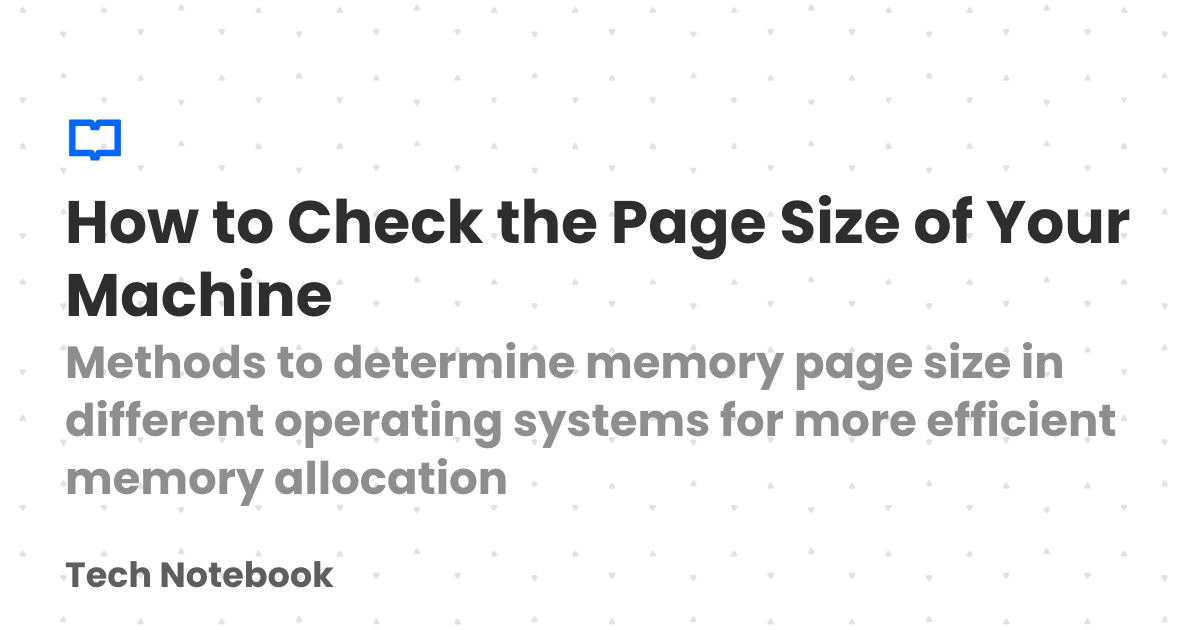 How to Check the Page Size of Your
Machine
Methods to determine memory page size in
different operating systems for more efficient
memory allocation
Tech Notebook